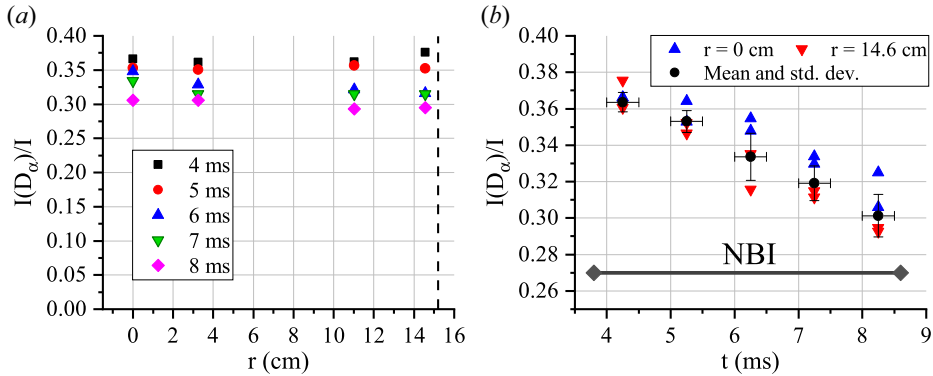 (a)
I(Dα)/I
0.40
0.35
0.30
0.25
0.20
0.15
0.10
0.05
0.00
4 ms
5 ms
6 ms
7 ms
8 ms
0 2 4 6 8 10 12 14 16
r (cm)
(b)
I(Dα)/I
0.40
0.38
0.36
0.34
0.32
0.30
0.28
0.26
r = 0 cm r = 14.6 cm
Mean and std. dev.
NBI
4 5 6 7 8 9
t (ms)